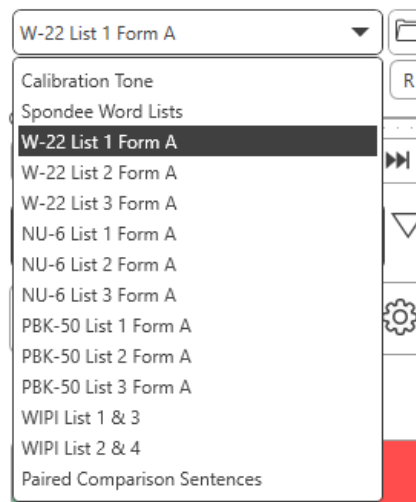 W-22 List 1 Form A
R
Calibration Tone
Spondee Word Lists
W-22 List 1 Form A
W-22 List 2 Form A
W-22 List 3 Form A
NU-6 List 1 Form A
NU-6 List 2 Form A
NU-6 List 3 Form A
PBK-50 List 1 Form A
PBK-50 List 2 Form A
PBK-50 List 3 Form A
WIPI List 1 & 3
WIPI List 2 & 4
Paired Comparison Sentences